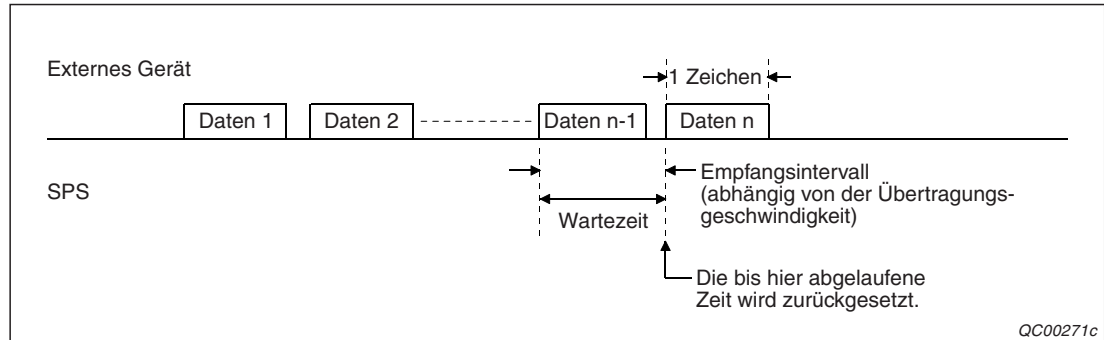 Externes Gerät
1 Zeichen
Daten 1
Daten 2
Daten n-1
Daten n
SPS
Empfangsintervall
(abhängig von der Übertragungs-
geschwindigkeit)
Wartezeit
Die bis hier abgelaufene
Zeit wird zurückgesetzt.
QC00271c